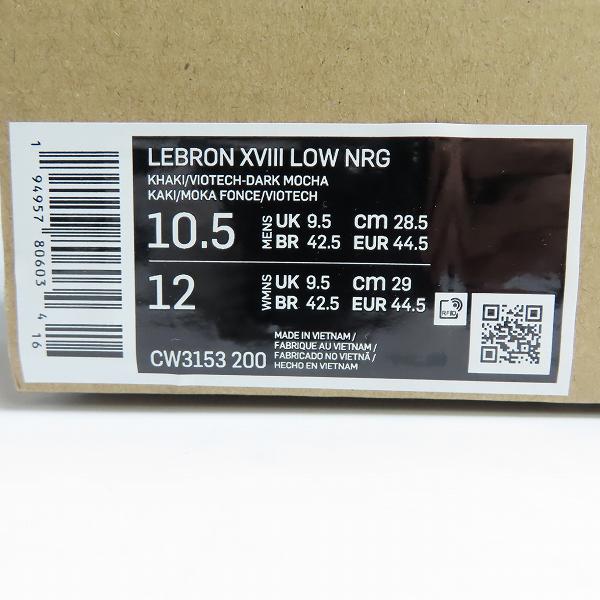 LEBRON XVIII LOW NRG
KHAKI/VIOTECH-DARK MOCHA
KAKI/MOKA FONCE/VIOTECH
10.5 MENS UK 9.5 cm 28.5
BR 42.5 EUR 44.5
12 WMNS UK 9.5 cm 29
BR 42.5 EUR 44.5
RFID
CW3153 200
MADE IN VIETNAM /
FABRIQUE AU VIETNAM /
FABRICADO NO VIETNÃ /
HECHO EN VIETNAM
1 94957 80603 4 16